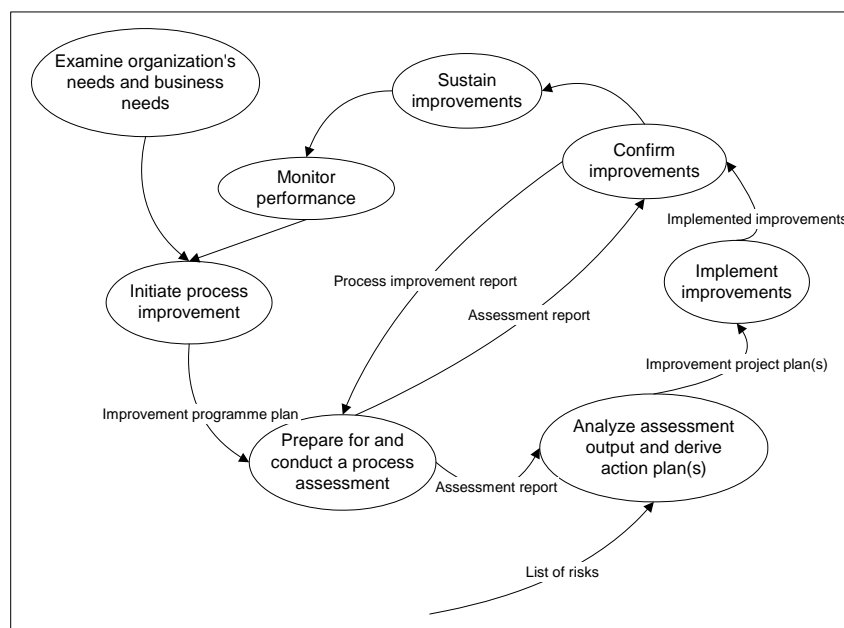 Examine organization's
needs and business
needs
Sustain
improvements
Confirm
improvements
Monitor
performance
Implemented improvements
Initiate process
improvement
Process improvement report
Implement
improvements
Assessment report
Improvement project plan(s)
Improvement programme plan
Prepare for and
conduct a process
assessment
Analyze assessment
output and derive
action plan(s)
Assessment report
List of risks